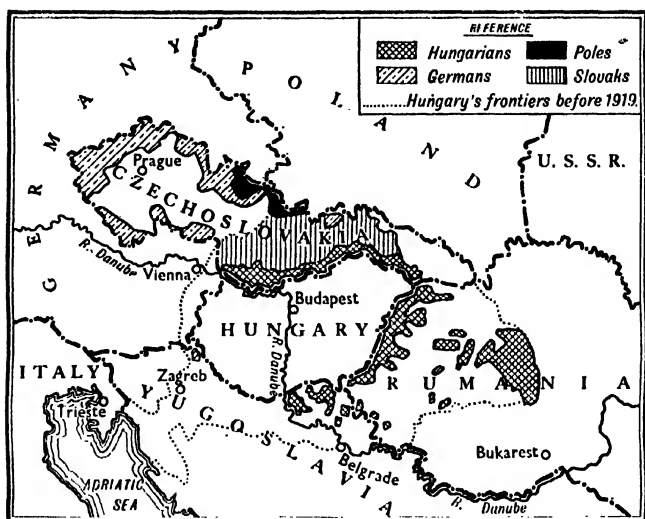 REFERENCE
Hungarians
Poles
Germans
Slovaks
Hungary's frontiers before 1919.
GERMANY
POLAND
U.S.S.R.
Prague
CZECHOSLOVAKIA
R. Danube
Vienna
Budapest
HUNGARY
R. Danube
ITALY
Zagreb
Trieste
YUGOSLAVIA
RUMANIA
Belgrade
Bukarest
ADRIATIC
SEA
R. Danube